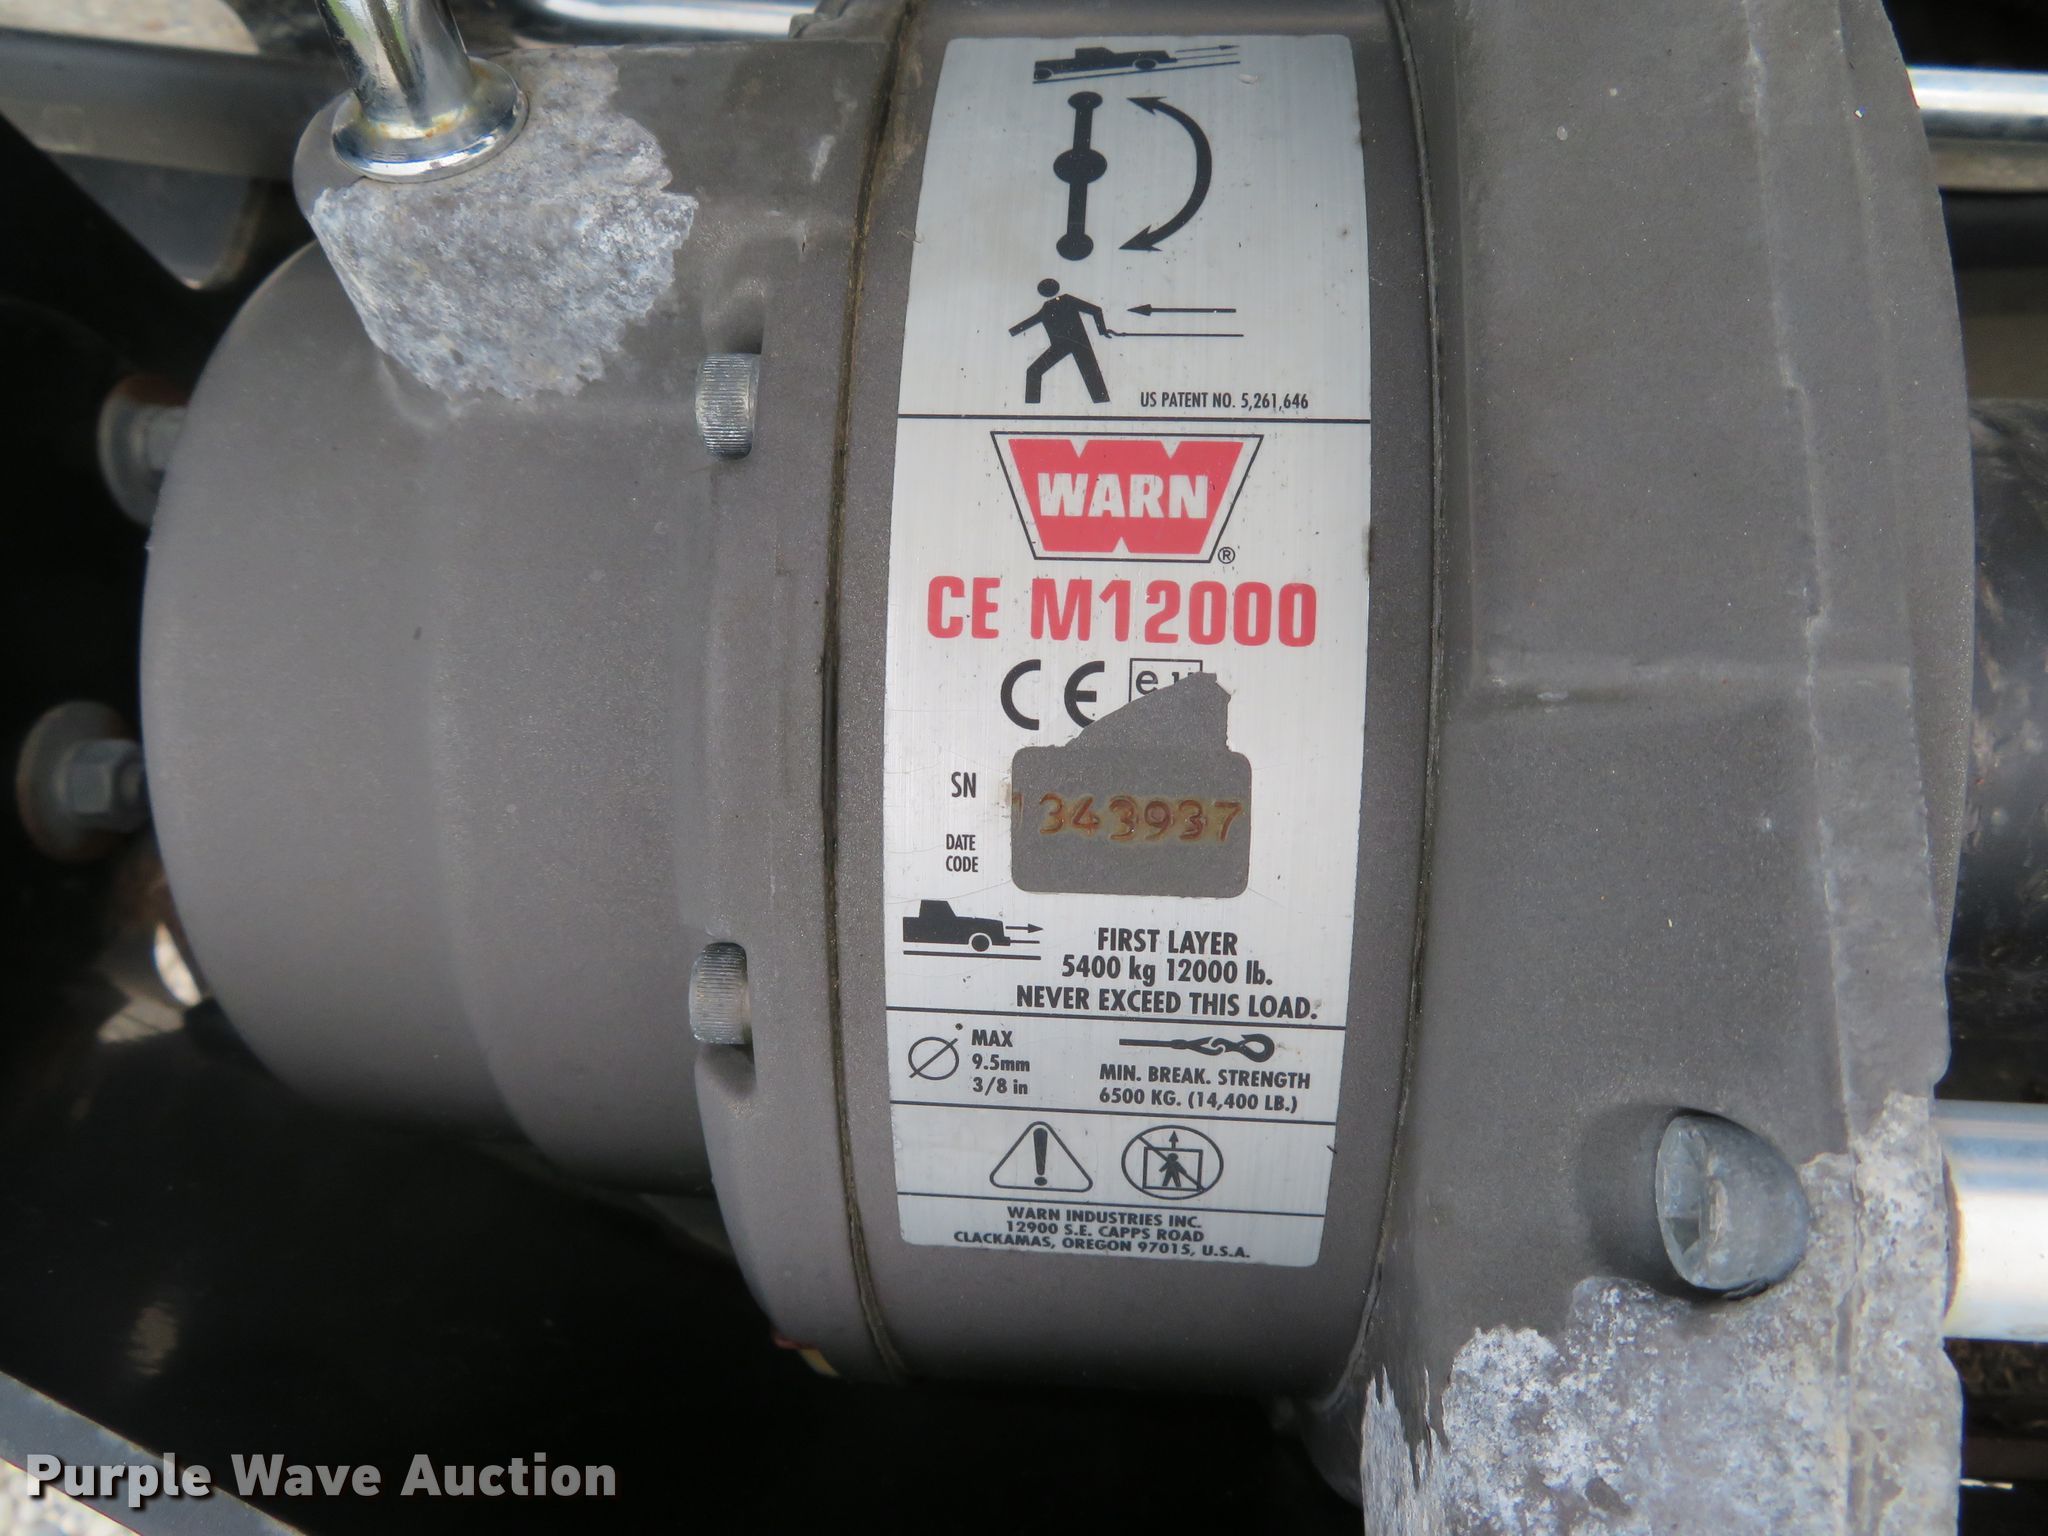 US PATENT NO. 5,261,646
WARN®
CE M12000
CE
SN
1343937
DATE
CODE
FIRST LAYER
5400 kg 12000 lb.
NEVER EXCEED THIS LOAD.
MAX
9.5mm
3/8 in
MIN. BREAK. STRENGTH
6500 KG. (14,400 LB.)
WARN INDUSTRIES INC.
12900 S.E. CAPPS ROAD
CLACKAMAS, OREGON 97015, U.S.A.
Purple Wave Auction